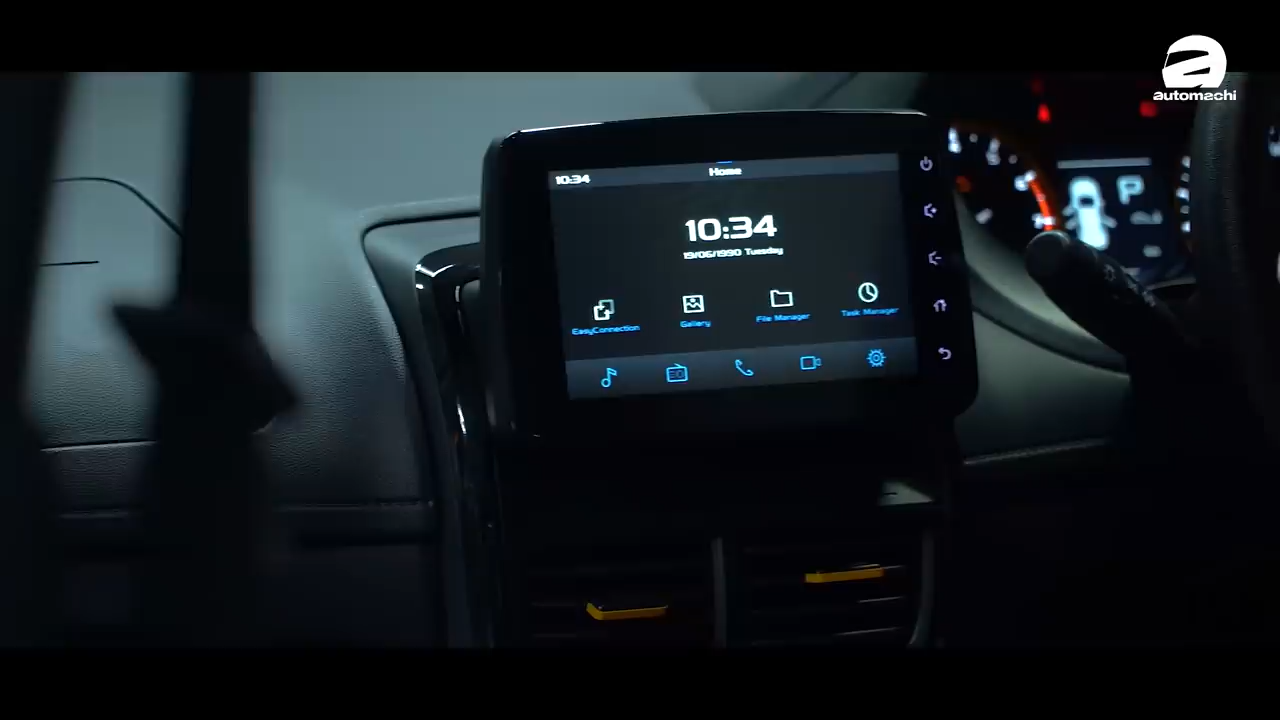 automachi
10:34
Home
10:34
19/06/1990 Tuesday
EasyConnection
Gallery
File Manager
Task Manager
P